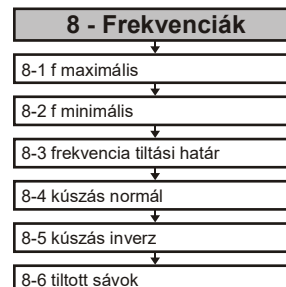 8 - Frekvenciák
8-1 f maximális
8-2 f minimális
8-3 frekvencia tiltási határ
8-4 kúszás normál
8-5 kúszás inverz
8-6 tiltott sávok